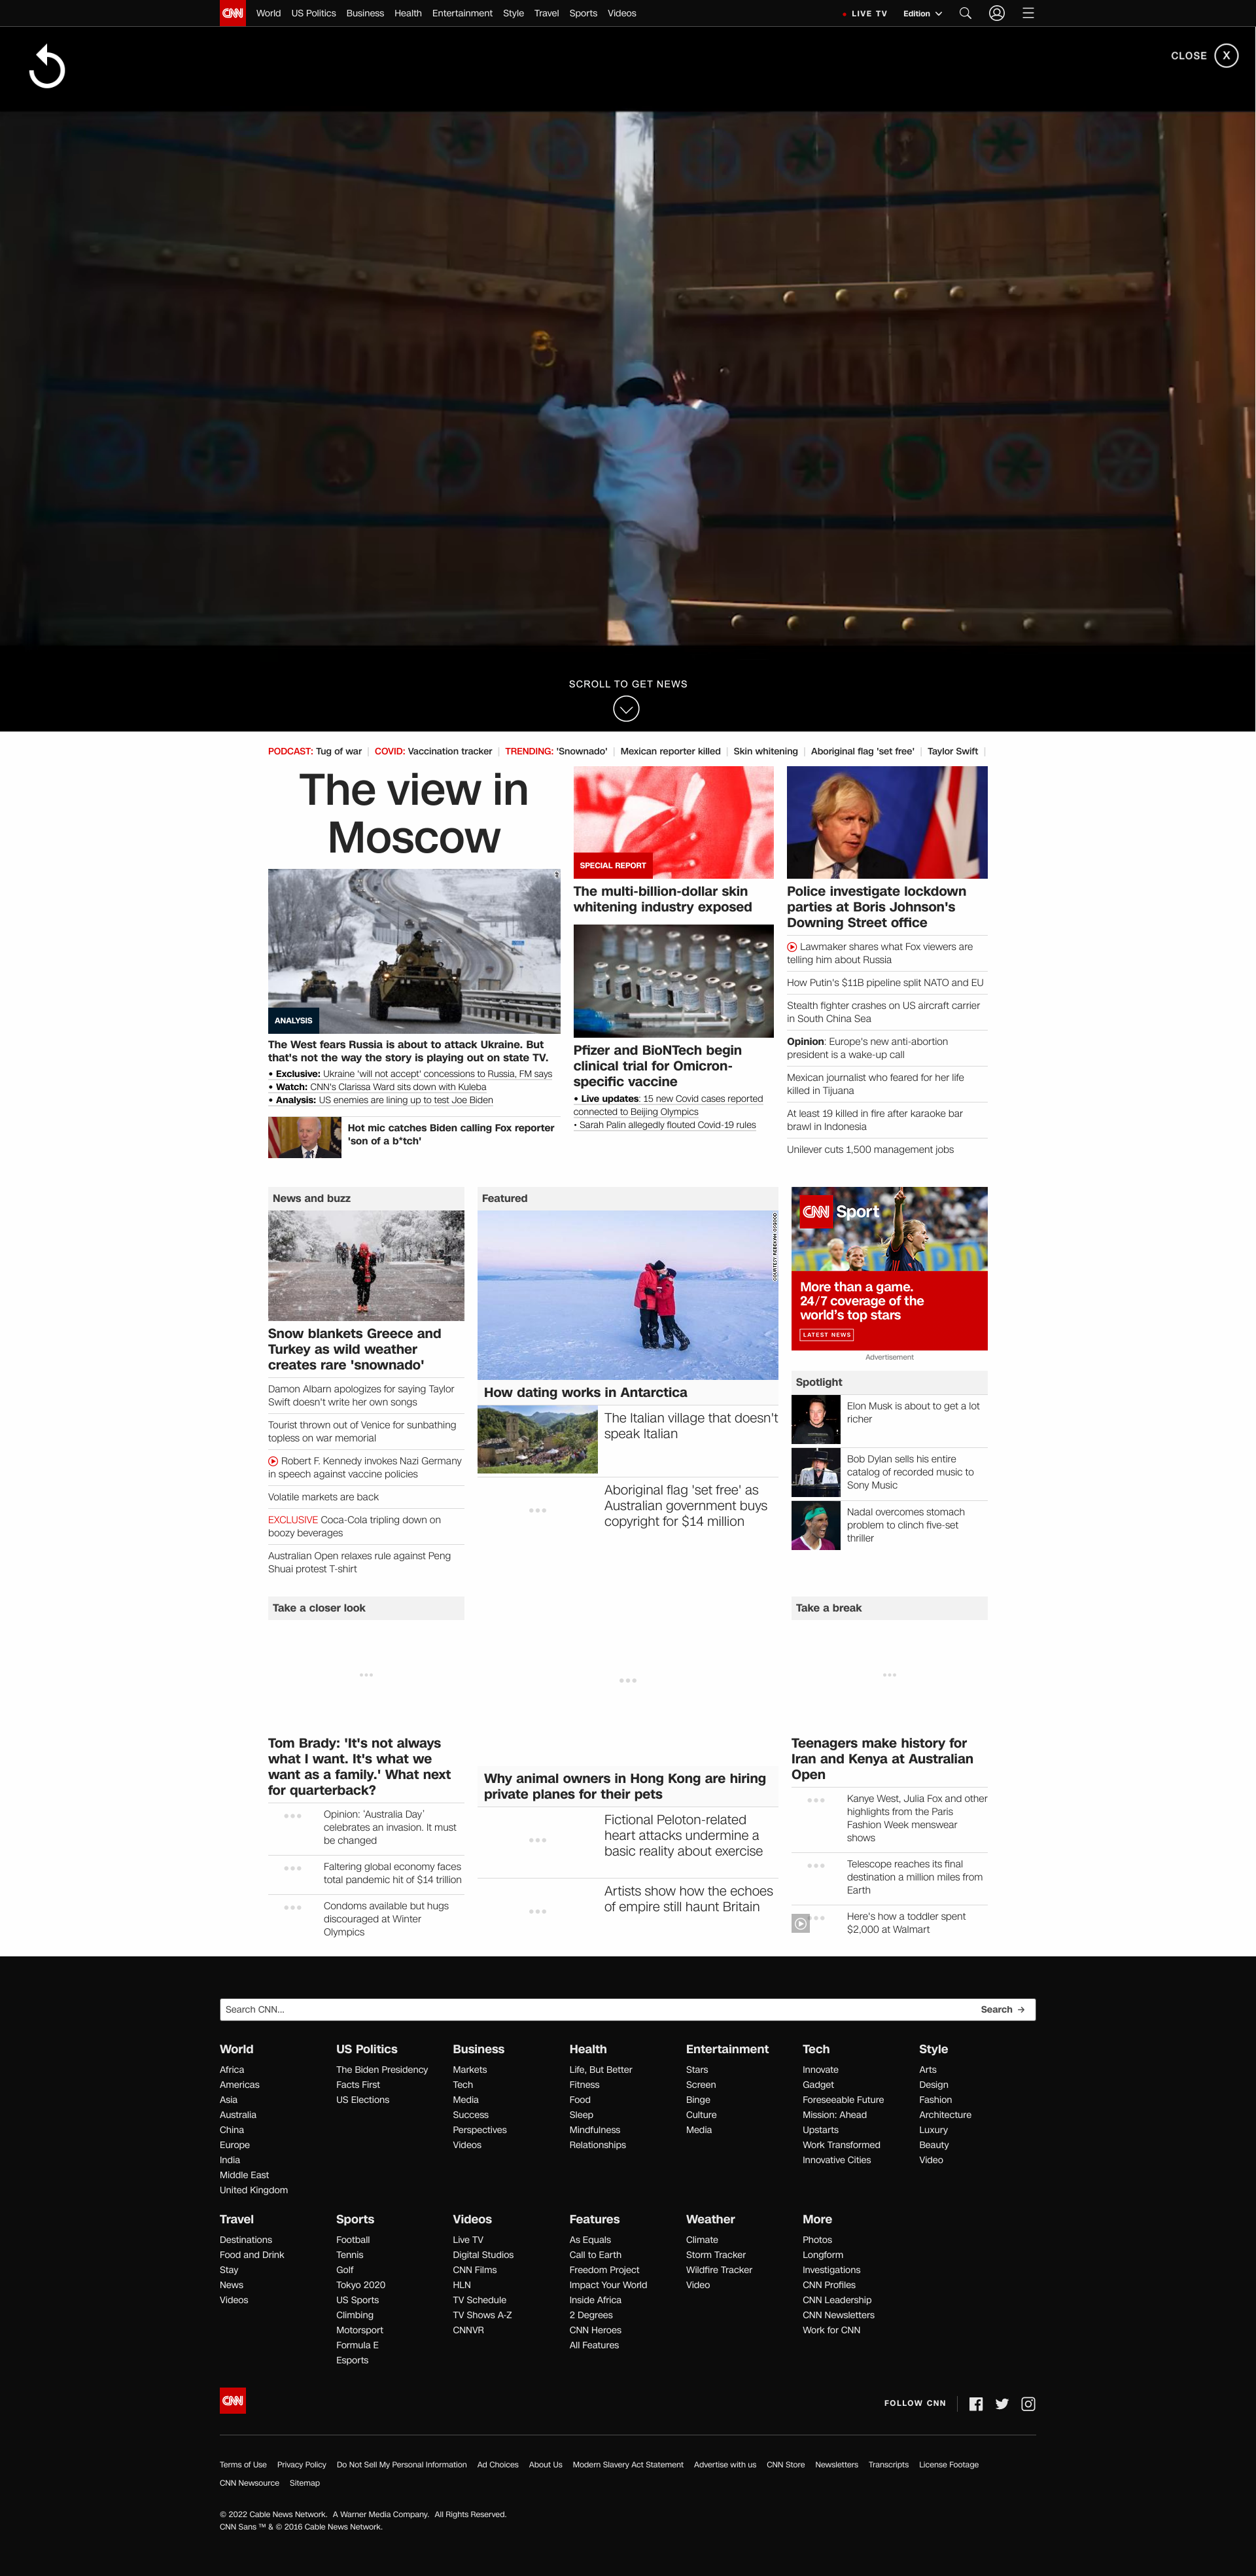 CNN World US Politics Business Health Entertainment Style Travel Sports Videos LIVE TV Edition
CLOSE X
SCROLL TO GET NEWS
PODCAST: Tug of war | COVID: Vaccination tracker | TRENDING: 'Snownado' | Mexican reporter killed | Skin whitening | Aboriginal flag 'set free' | Taylor Swift |
The view in
Moscow
ANALYSIS
The West fears Russia is about to attack Ukraine. But
that's not the way the story is playing out on state TV.
• Exclusive: Ukraine 'will not accept' concessions to Russia, FM says
• Watch: CNN's Clarissa Ward sits down with Kuleba
• Analysis: US enemies are lining up to test Joe Biden
Hot mic catches Biden calling Fox reporter
'son of a b*tch'
SPECIAL REPORT
The multi-billion-dollar skin
whitening industry exposed
Pfizer and BioNTech begin
clinical trial for Omicron-
specific vaccine
• Live updates: 15 new Covid cases reported
connected to Beijing Olympics
• Sarah Palin allegedly flouted Covid-19 rules
Police investigate lockdown
parties at Boris Johnson's
Downing Street office
Lawmaker shares what Fox viewers are
telling him about Russia
How Putin's $11B pipeline split NATO and EU
Stealth fighter crashes on US aircraft carrier
in South China Sea
Opinion: Europe's new anti-abortion
president is a wake-up call
Mexican journalist who feared for her life
killed in Tijuana
At least 19 killed in fire after karaoke bar
brawl in Indonesia
Unilever cuts 1,500 management jobs
News and buzz
Snow blankets Greece and
Turkey as wild weather
creates rare 'snownado'
Damon Albarn apologizes for saying Taylor
Swift doesn't write her own songs
Tourist thrown out of Venice for sunbathing
topless on war memorial
Robert F. Kennedy invokes Nazi Germany
in speech against vaccine policies
Volatile markets are back
EXCLUSIVE Coca-Cola tripling down on
boozy beverages
Australian Open relaxes rule against Peng
Shuai protest T-shirt
Featured
COURTESY REBEKAH OSGOOD
How dating works in Antarctica
The Italian village that doesn't
speak Italian
Aboriginal flag 'set free' as
Australian government buys
copyright for $14 million
CNN Sport
More than a game.
24/7 coverage of the
world's top stars
LATEST NEWS
Advertisement
Spotlight
Elon Musk is about to get a lot
richer
Bob Dylan sells his entire
catalog of recorded music to
Sony Music
Nadal overcomes stomach
problem to clinch five-set
thriller
Take a closer look
Tom Brady: 'It's not always
what I want. It's what we
want as a family.' What next
for quarterback?
Opinion: 'Australia Day'
celebrates an invasion. It must
be changed
Faltering global economy faces
total pandemic hit of $14 trillion
Condoms available but hugs
discouraged at Winter
Olympics
Why animal owners in Hong Kong are hiring
private planes for their pets
Fictional Peloton-related
heart attacks undermine a
basic reality about exercise
Artists show how the echoes
of empire still haunt Britain
Take a break
Teenagers make history for
Iran and Kenya at Australian
Open
Kanye West, Julia Fox and other
highlights from the Paris
Fashion Week menswear
shows
Telescope reaches its final
destination a million miles from
Earth
Here's how a toddler spent
$2,000 at Walmart
Search CNN... Search →
World
Africa
Americas
Asia
Australia
China
Europe
India
Middle East
United Kingdom
US Politics
The Biden Presidency
Facts First
US Elections
Business
Markets
Tech
Media
Success
Perspectives
Videos
Health
Life, But Better
Fitness
Food
Sleep
Mindfulness
Relationships
Entertainment
Stars
Screen
Binge
Culture
Media
Tech
Innovate
Gadget
Foreseeable Future
Mission: Ahead
Upstarts
Work Transformed
Innovative Cities
Style
Arts
Design
Fashion
Architecture
Luxury
Beauty
Video
Travel
Destinations
Food and Drink
Stay
News
Videos
Sports
Football
Tennis
Golf
Tokyo 2020
US Sports
Climbing
Motorsport
Formula E
Esports
Videos
Live TV
Digital Studios
CNN Films
HLN
TV Schedule
TV Shows A-Z
CNNVR
Features
As Equals
Call to Earth
Freedom Project
Impact Your World
Inside Africa
2 Degrees
CNN Heroes
All Features
Weather
Climate
Storm Tracker
Wildfire Tracker
Video
More
Photos
Longform
Investigations
CNN Profiles
CNN Leadership
CNN Newsletters
Work for CNN
CNN FOLLOW CNN
Terms of Use Privacy Policy Do Not Sell My Personal Information Ad Choices About Us Modern Slavery Act Statement Advertise with us CNN Store Newsletters Transcripts License Footage
CNN Newsource Sitemap
© 2022 Cable News Network. A Warner Media Company. All Rights Reserved.
CNN Sans ™ & © 2016 Cable News Network.